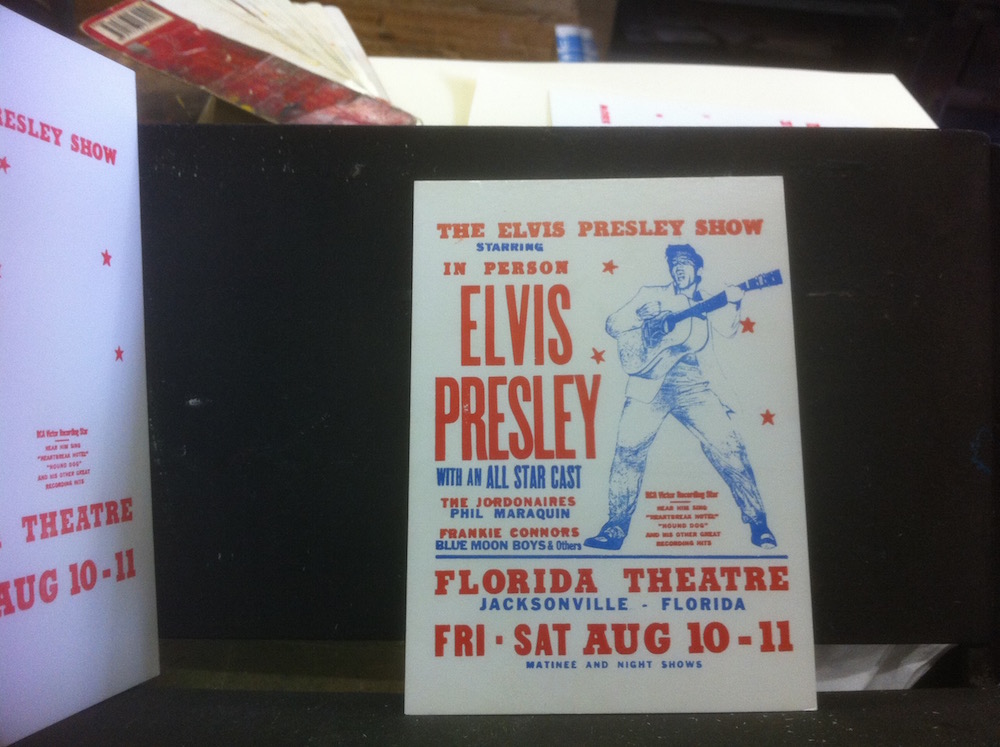 RESLEY SHOW
RCA Victor Recording Star
HEAR HIM SING
"HEARTBREAK HOTEL"
"HOUND DOG"
AND HIS OTHER GREAT
RECORDING HITS
THEATRE
AUG 10-11
THE ELVIS PRESLEY SHOW
STARRING
IN PERSON
ELVIS
PRESLEY
WITH AN ALL STAR CAST
THE JORDONAIRES
PHIL MARAQUIN
FRANKIE CONNORS
BLUE MOON BOYS & Others
RCA Victor Recording Star
HEAR HIM SING
"HEARTBREAK HOTEL"
"HOUND DOG"
AND HIS OTHER GREAT
RECORDING HITS
FLORIDA THEATRE
JACKSONVILLE - FLORIDA
FRI · SAT AUG 10-11
MATINEE AND NIGHT SHOWS